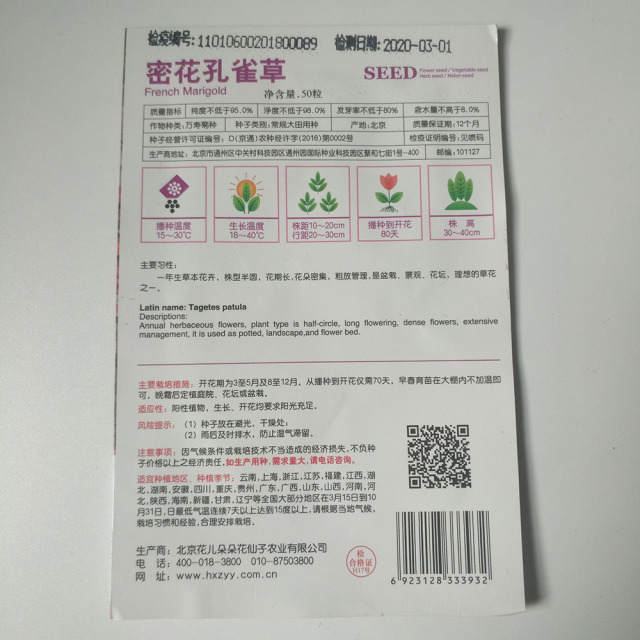 检疫编号:11010600201800089 检测日期:2020-03-01
密花孔雀草
French Marigold
净含量.50粒
SEED
Flower seed / Vegetable seed
Herb seed / Melon seed
质量指标 纯度不低于95.0% 净度不低于98.0% 发芽率不低于80% 含水量不高于8.0%
作物种类:万寿菊种 种子类别:常规大田用种 产地:北京 质量保证期:12个月
种子经营许可证编号:D(京通)农种经许字(2016)第0002号 检疫证明编号:见喷码
生产商地址:北京市通州区中关村科技园区通州园国际种业科技园区聚和七街1号-400 邮编:101127
播种温度
15~30℃
生长温度
18~40℃
株距10~20cm
行距20~30cm
播种到开花
80天
株高
30~40cm
主要习性:
一年生草本花卉,株型半圆,花期长,花朵密集,粗放管理,是盆栽、景观、花坛,理想的草花
之一。
Latin name: Tagetes patula
Descriptions:
Annual herbaceous flowers, plant type is half-circle, long flowering, dense flowers, extensive
management, it is used as potted, landscape,and flower bed.
主要栽培措施:开花期为3至5月及8至12月。从播种到开花仅需70天,早春育苗在大棚内不加温即
可,晚霜后定植庭院、花坛或盆栽。
适应性:阳性植物,生长、开花均要求阳光充足。
风险提示:(1)种子放在避光,干燥处;
(2)雨后及时排水,防止湿气滞留。
注意事项:因气候条件或栽培技术不当造成的经济损失,不负种
子价格以上之经济责任,如生产用种,需求量大,请电话咨询。
适宜种植地区、种植季节:云南,上海,浙江,江苏,福建,江西,湖
北,湖南,安徽,四川,重庆,贵州,广东,广西,山东,山西,河南,河
北,陕西,海南,新疆,甘肃,辽宁等全国大部分地区在3月15日到10
月31日,日最低气温连续7天以上达到15度以上,请根据当地气候,
栽培习惯和经验,合理安排栽培。
生产商:北京花儿朵朵花仙子农业有限公司
电话:400-018-3800 010-87503800
网址:www.hxzyy.com.cn
检
合格证
H17号
6 923128 333932